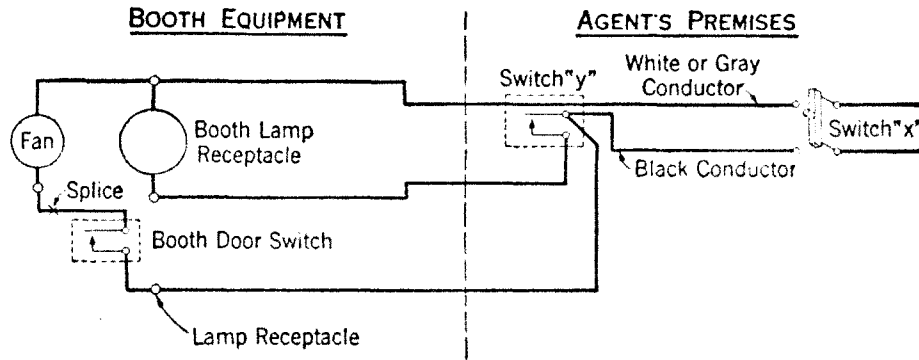 BOOTH EQUIPMENT
AGENT'S PREMISES
White or Gray
Conductor
Switch"y"
Fan
Booth Lamp
Receptacle
Switch"x"
Black Conductor
Splice
Booth Door Switch
Lamp Receptacle